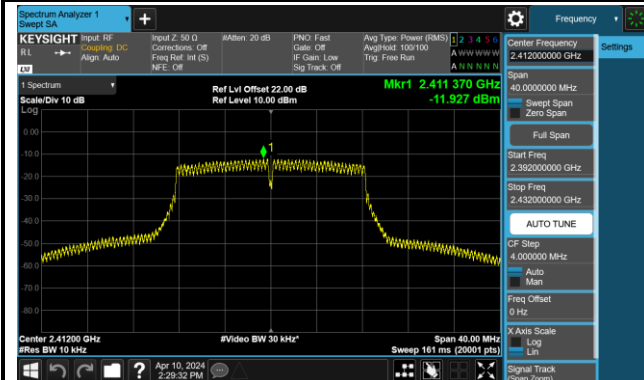 Spectrum Analyzer 1
Swept SA
+
Frequency
KEYSIGHT
RL
LXI
Input: RF
Coupling: DC
Align: Auto
Input Z: 50 Ω
Corrections: Off
Freq Ref: Int (S)
NFE: Off
#Atten: 20 dB
PNO: Fast
Gate: Off
IF Gain: Low
Sig Track: Off
Avg Type: Power (RMS)
Avg|Hold: 100/100
Trig: Free Run
1 2 3 4 5 6
A W W W W W
A N N N N N
1 Spectrum
Scale/Div 10 dB
Log
Ref Lvl Offset 22.00 dB
Ref Level 10.00 dBm
Mkr1 2.411 370 GHz
-11.927 dBm
1
0.00
-10.0
-20.0
-30.0
-40.0
-50.0
-60.0
-70.0
-80.0
Center 2.41200 GHz
#Res BW 10 kHz
#Video BW 30 kHz*
Span 40.00 MHz
Sweep 161 ms (20001 pts)
Apr 10, 2024
2:29:32 PM
?
Center Frequency
2.412000000 GHz
Settings
Span
40.0000000 MHz
Swept Span
Zero Span
Full Span
Start Freq
2.392000000 GHz
Stop Freq
2.432000000 GHz
AUTO TUNE
CF Step
4.000000 MHz
Auto
Man
Freq Offset
0 Hz
X Axis Scale
Log
Lin
Signal Track
(Span Zoom)